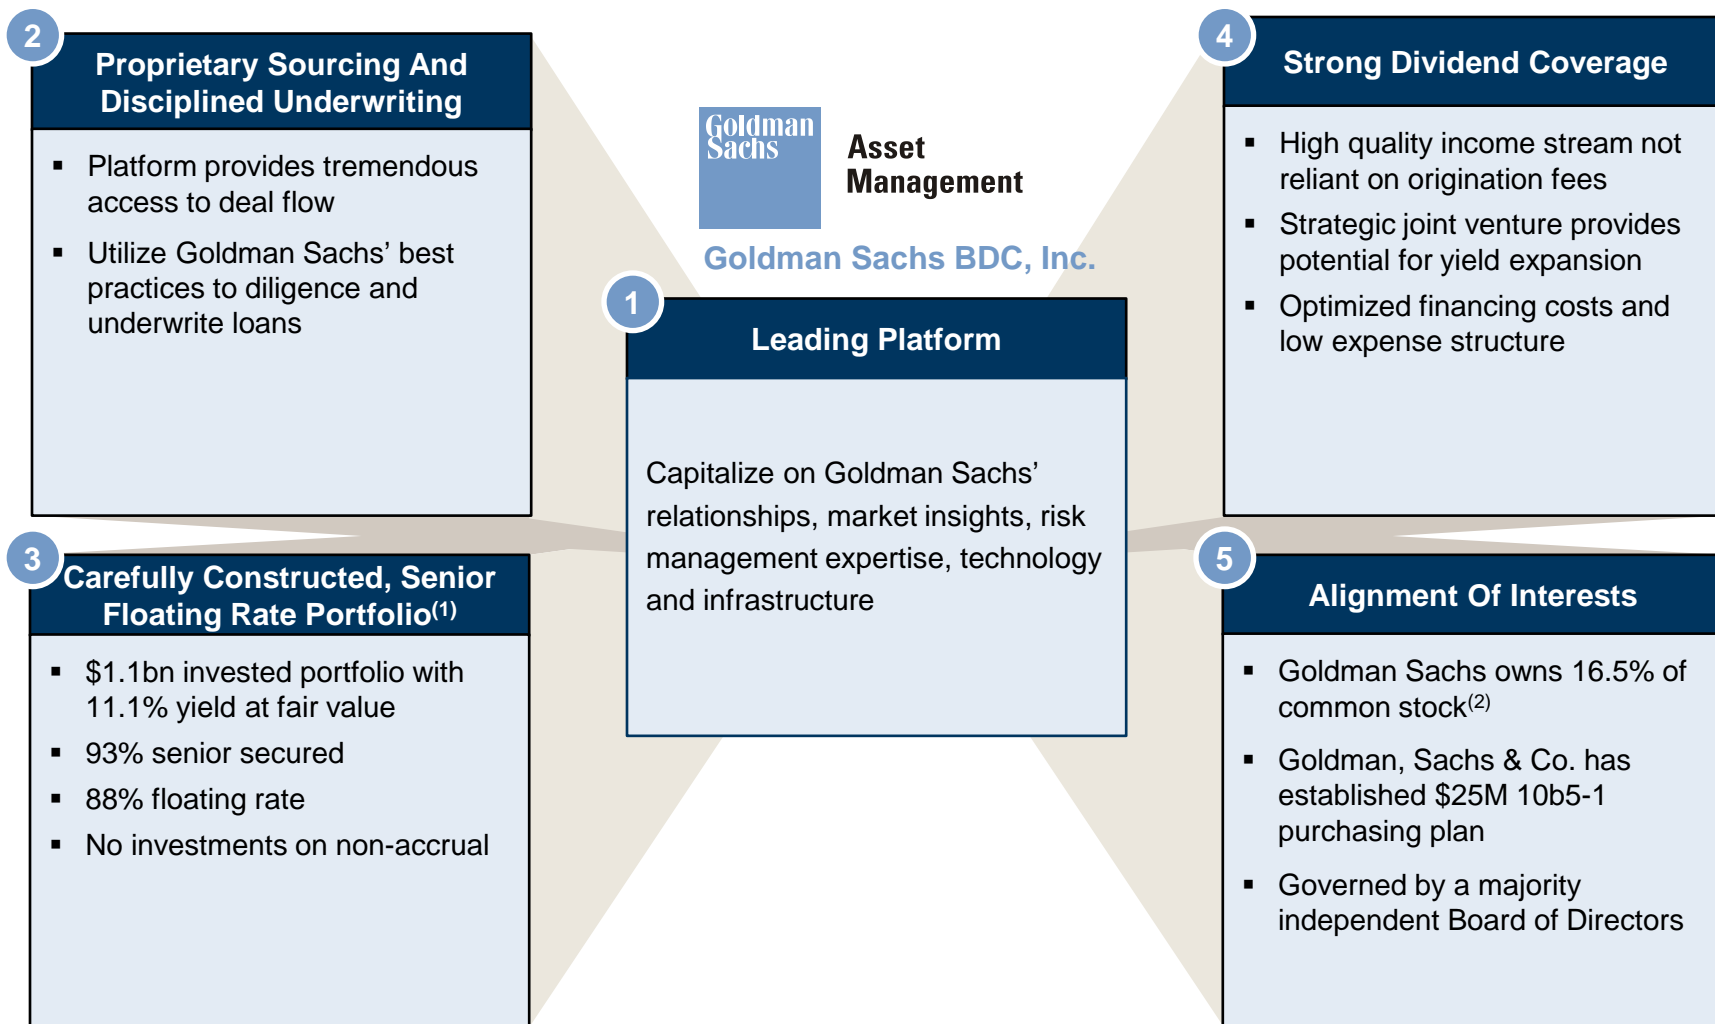 Goldman
Sachs
Asset
Management
Goldman Sachs BDC, Inc.
1
Leading Platform
Capitalize on Goldman Sachs’
relationships, market insights, risk
management expertise, technology
and infrastructure
2
Proprietary Sourcing And
Disciplined Underwriting
▪ Platform provides tremendous
access to deal flow
▪ Utilize Goldman Sachs’ best
practices to diligence and
underwrite loans
3
Carefully Constructed, Senior
Floating Rate Portfolio(1)
▪ $1.1bn invested portfolio with
11.1% yield at fair value
▪ 93% senior secured
▪ 88% floating rate
▪ No investments on non-accrual
4
Strong Dividend Coverage
▪ High quality income stream not
reliant on origination fees
▪ Strategic joint venture provides
potential for yield expansion
▪ Optimized financing costs and
low expense structure
5
Alignment Of Interests
▪ Goldman Sachs owns 16.5% of
common stock(2)
▪ Goldman, Sachs & Co. has
established $25M 10b5-1
purchasing plan
▪ Governed by a majority
independent Board of Directors